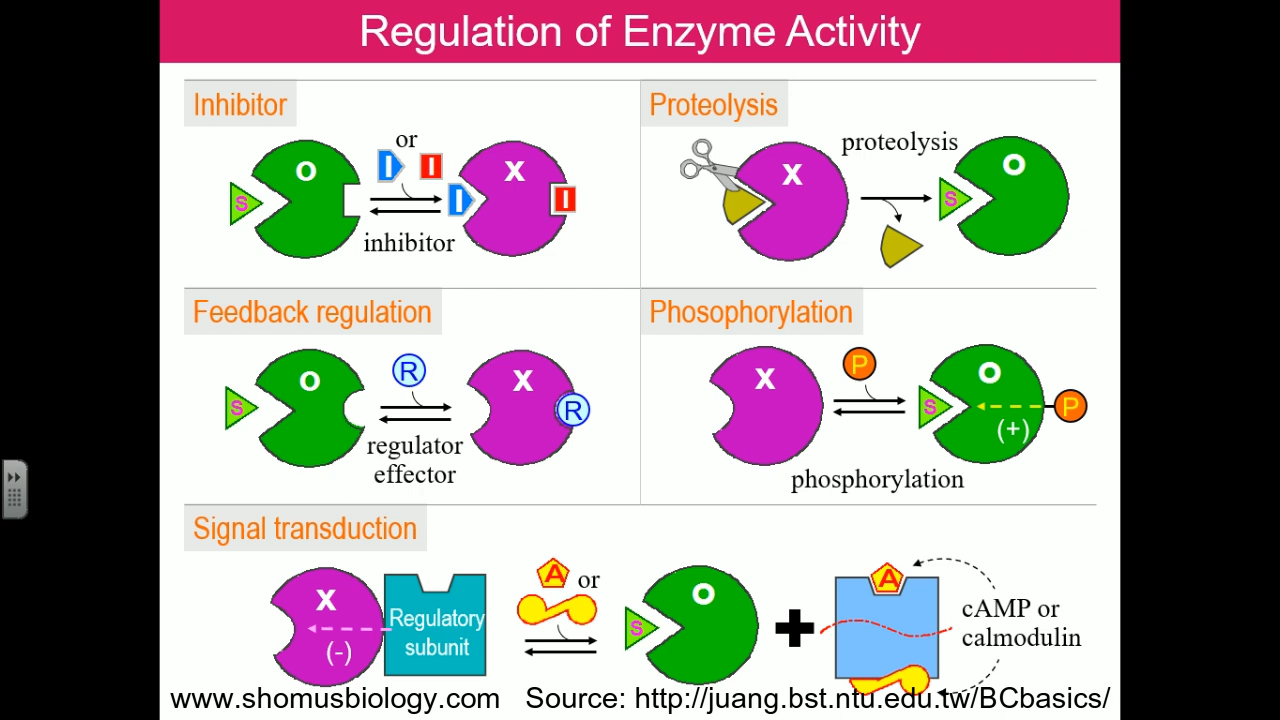 Regulation of Enzyme Activity
Inhibitor
O
S
or
I I
inhibitor
X
I I
Proteolysis
X
proteolysis
S
O
Feedback regulation
O
S
R
regulator
effector
X
R
Phosophorylation
X
P
phosphorylation
O
S
P
(+)
Signal transduction
X
(-)
Regulatory
subunit
A or
O
S
+
A
cAMP or
calmodulin
www.shomusbiology.com Source: http://juang.bst.ntu.edu.tw/BCbasics/